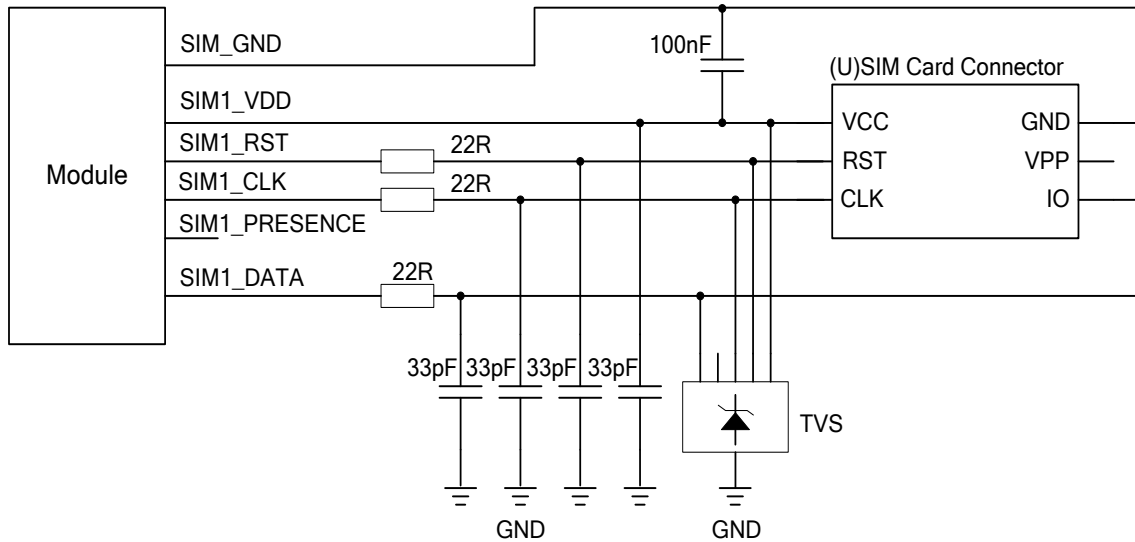 SIM_GND
100nF
(U)SIM Card Connector
SIM1_VDD
VCC
GND
SIM1_RST
22R
RST
VPP
Module
SIM1_CLK
22R
CLK
IO
SIM1_PRESENCE
SIM1_DATA
22R
33pF 33pF 33pF 33pF
TVS
GND
GND